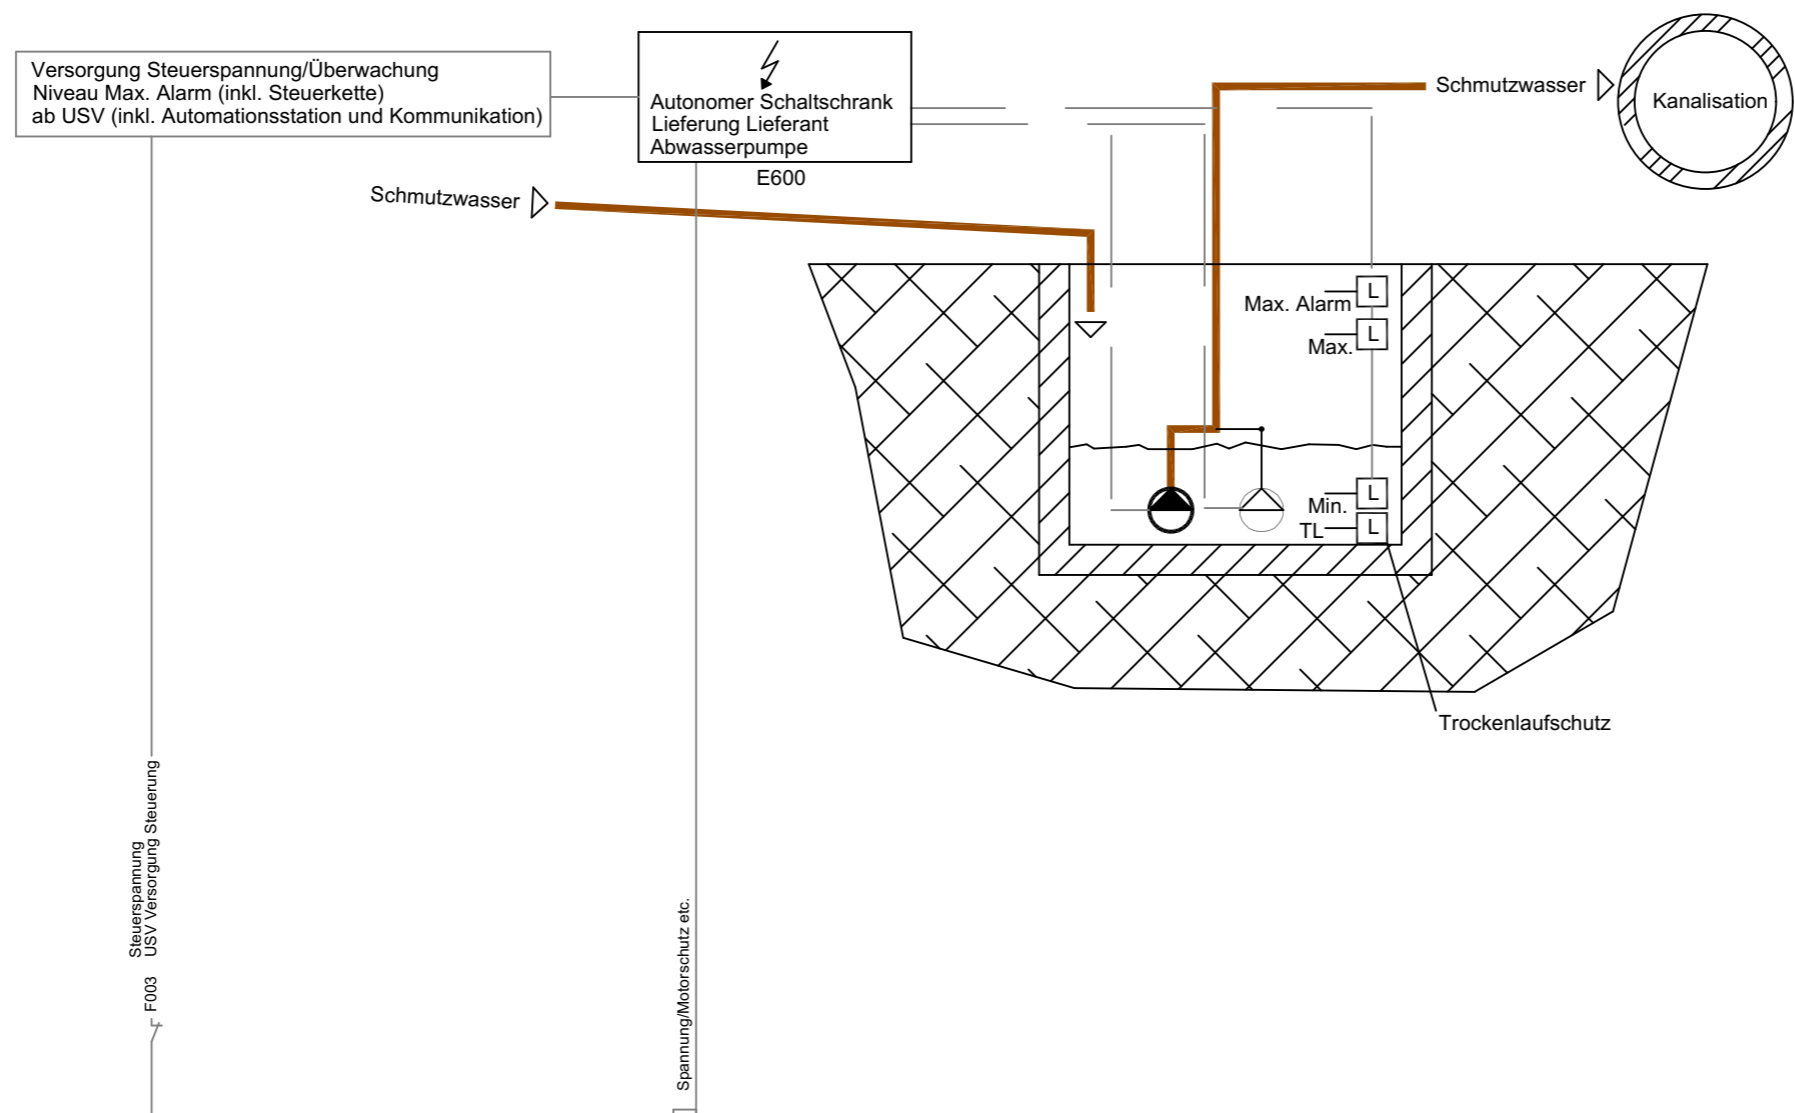 Versorgung Steuerspannung/Überwachung
Niveau Max. Alarm (inkl. Steuerkette)
ab USV (inkl. Automationsstation und Kommunikation)
Autonomer Schaltschrank
Lieferung Lieferant
Abwasserpumpe
E600
Schmutzwasser
Kanalisation
Schmutzwasser
L
Max. Alarm
L
Max.
L
Min.
L
TL
Trockenlaufschutz
Steuerspannung
USV Versorgung Steuerung
F003
Spannung/Motorschutz etc.